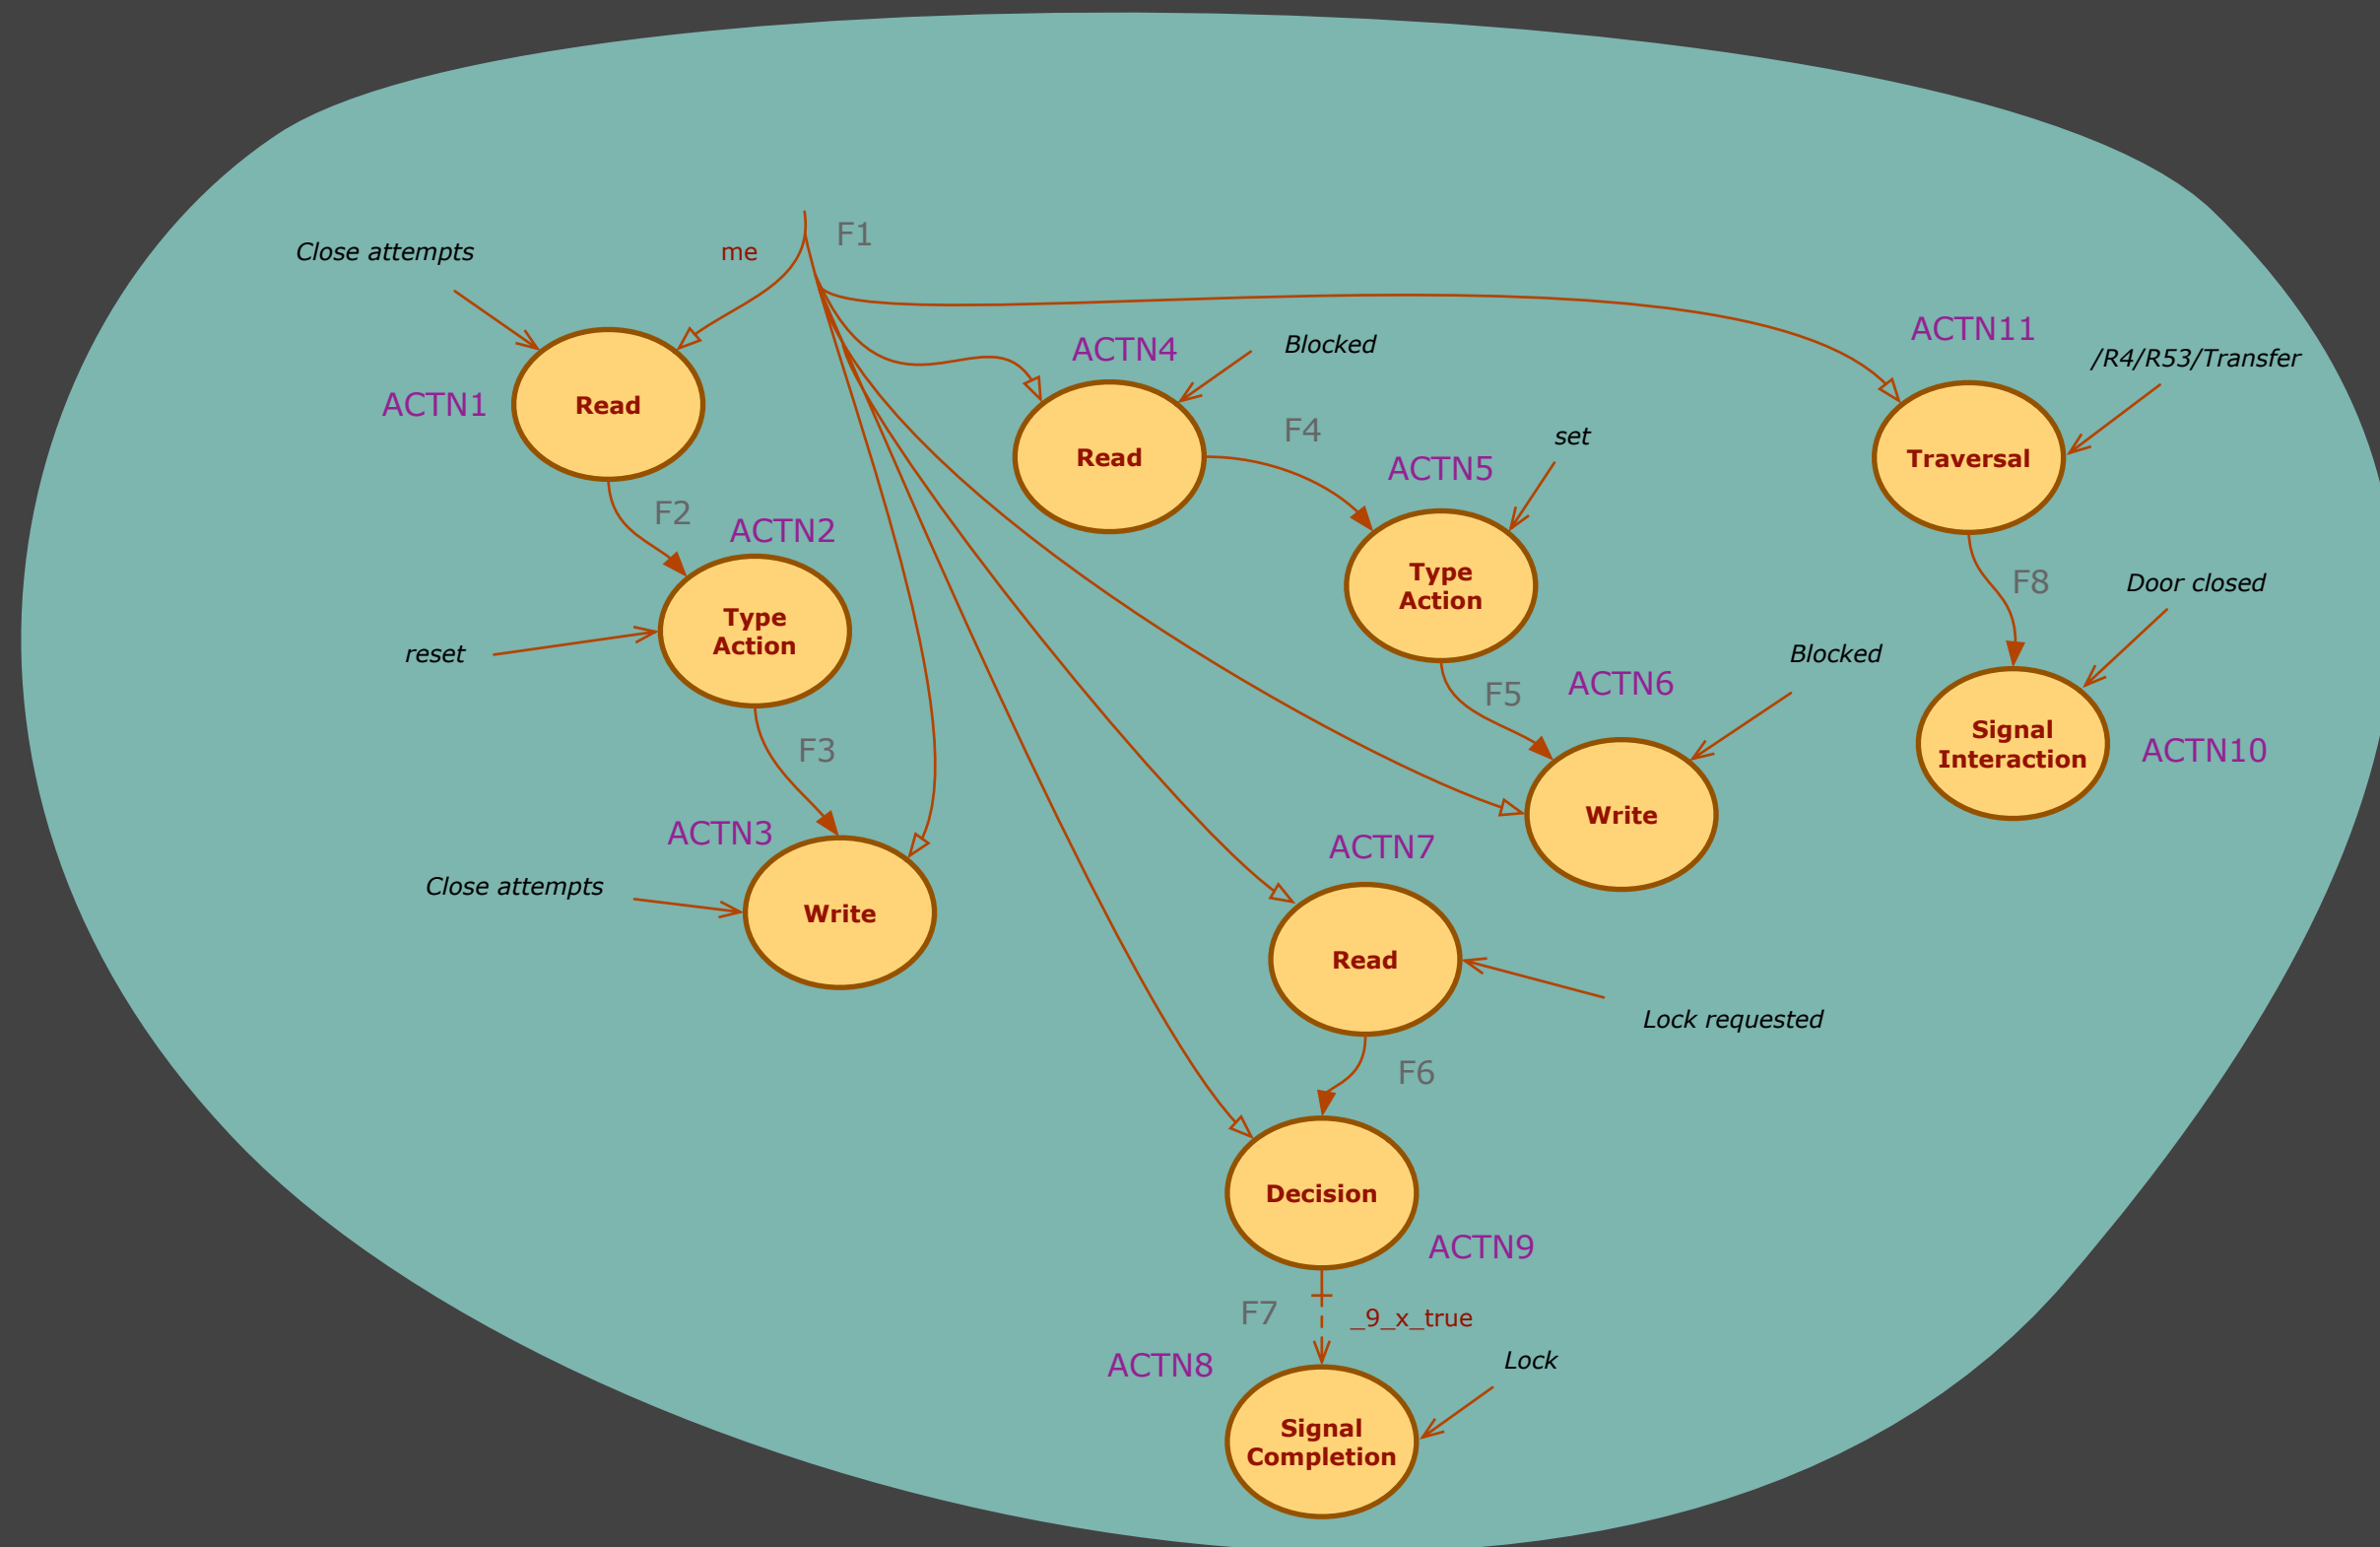 F1
Close attempts
me
ACTN11
ACTN4
Blocked
/R4/R53/Transfer
ACTN1
Read
F4
set
Read
Traversal
ACTN5
F2
ACTN2
Type
Action
F8
Door closed
Type
Action
reset
Blocked
ACTN6
F5
F3
Signal
Interaction
ACTN10
Write
ACTN3
ACTN7
Close attempts
Write
Read
Lock requested
F6
Decision
ACTN9
F7
_9_x_true
ACTN8
Lock
Signal
Completion